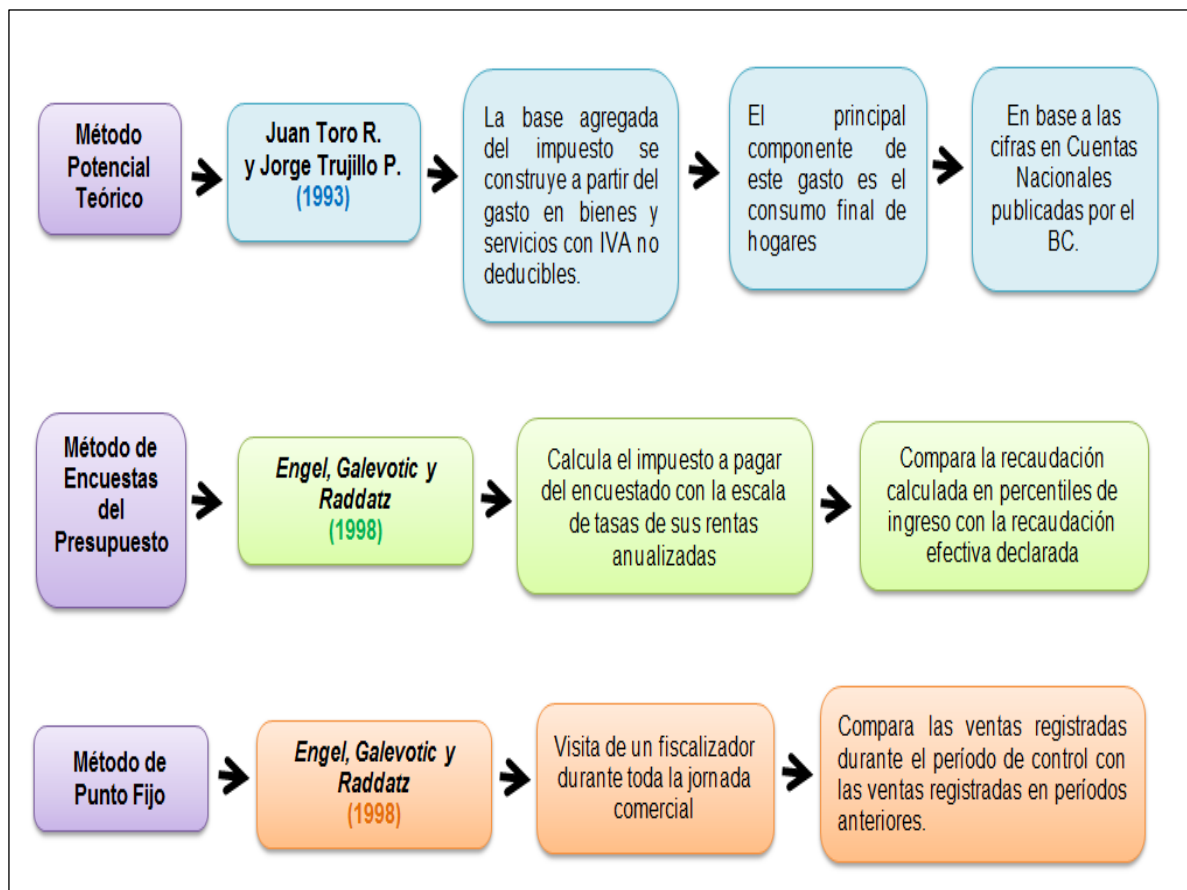 Método
Potencial
Teórico
Juan Toro R.
y Jorge Trujillo P.
(1993)
La base agregada
del impuesto se
construye a partir del
gasto en bienes y
servicios con IVA no
deducibles.
El principal
componente de
este gasto es el
consumo final de
hogares
En base a las
cifras en Cuentas
Nacionales
publicadas por el
BC.
Método de
Encuestas
del
Presupuesto
Engel, Galevotic y
Raddatz
(1998)
Calcula el impuesto a pagar
del encuestado con la escala
de tasas de sus rentas
anualizadas
Compara la recaudación
calculada en percentiles de
ingreso con la recaudación
efectiva declarada
Método de
Punto Fijo
Engel, Galevotic y
Raddatz
(1998)
Visita de un fiscalizador
durante toda la jornada
comercial
Compara las ventas registradas
durante el período de control con
las ventas registradas en períodos
anteriores.